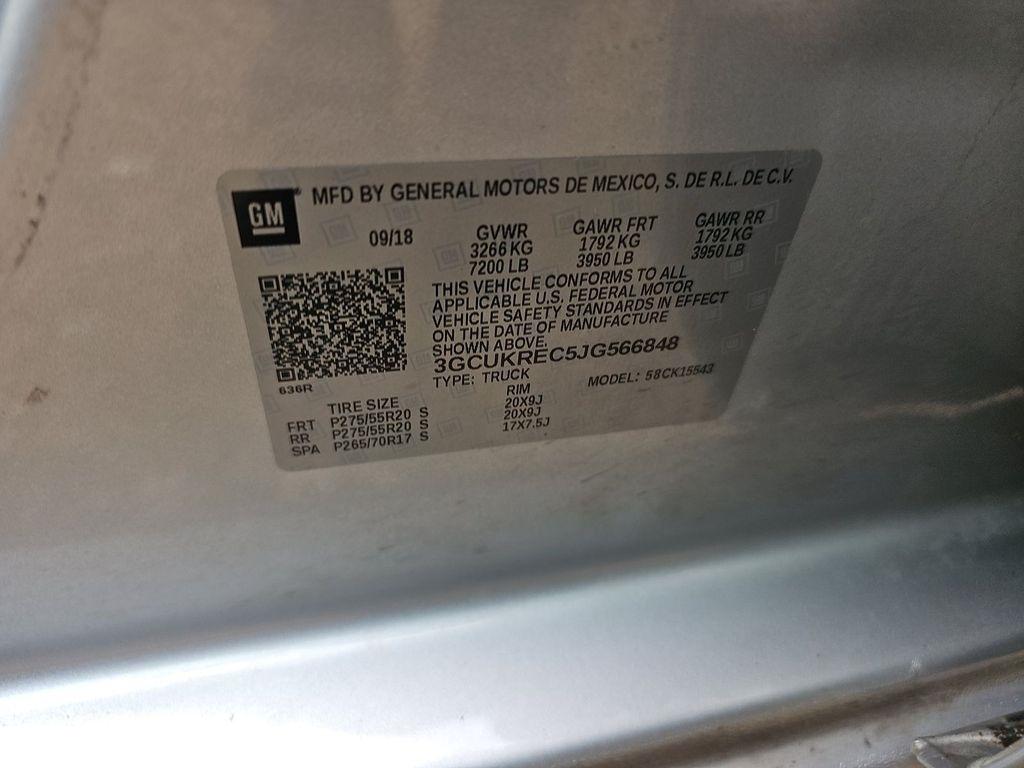 GM
MFD BY GENERAL MOTORS DE MEXICO, S. DE R.L. DE C.V.
09/18
GVWR
3266 KG
7200 LB
GAWR FRT
1792 KG
3950 LB
GAWR RR
1792 KG
3950 LB
THIS VEHICLE CONFORMS TO ALL
APPLICABLE U.S. FEDERAL MOTOR
VEHICLE SAFETY STANDARDS IN EFFECT
ON THE DATE OF MANUFACTURE
SHOWN ABOVE.
3GCUKREC5JG566848
TYPE: TRUCK
MODEL: 58CK15543
636R
TIRE SIZE RIM
FRT P275/55R20 S 20X9J
RR P275/55R20 S 20X9J
SPA P265/70R17 S 17X7.5J